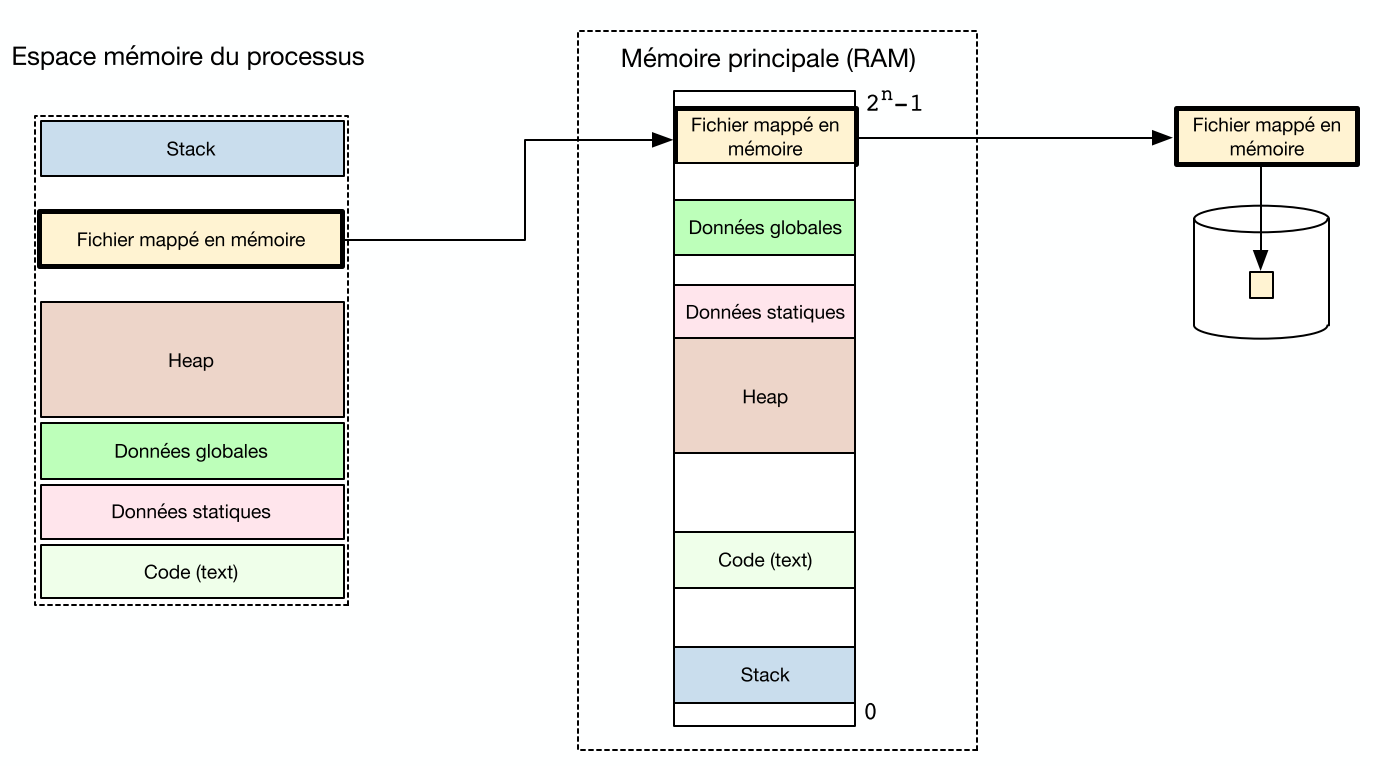 Espace mémoire du processus
Stack
Fichier mappé en mémoire
Heap
Données globales
Données statiques
Code (text)
Mémoire principale (RAM)
2^n-1
Fichier mappé en
mémoire
Données globales
Données statiques
Heap
Code (text)
Stack
0
Fichier mappé en
mémoire